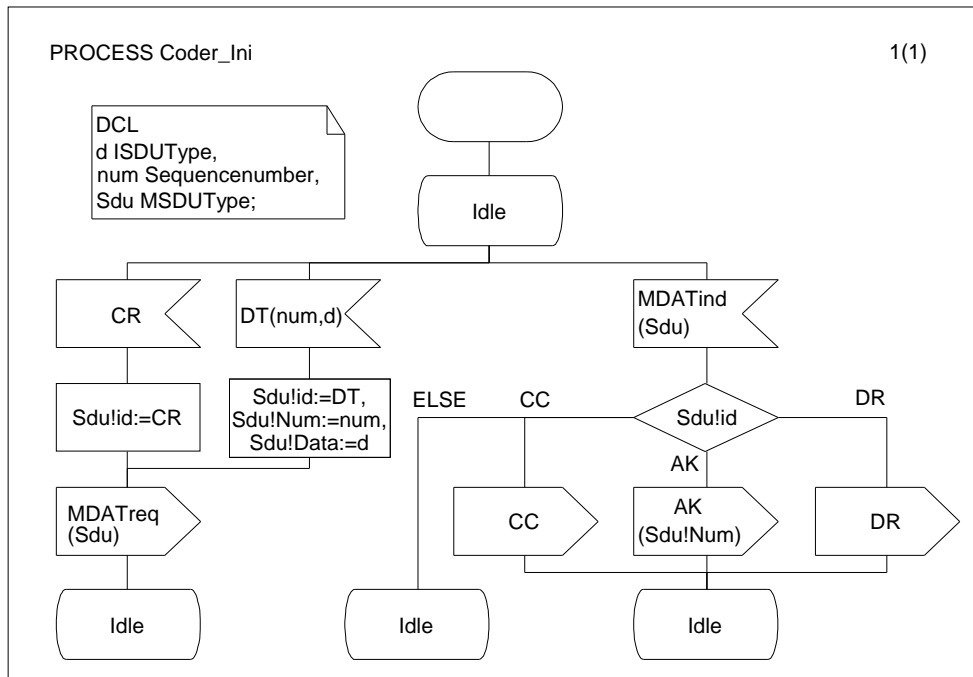 PROCESS Coder_Ini
1(1)
DCL
d ISDUType,
num Sequencenumber,
Sdu MSDUType;
Idle
CR
DT(num,d)
MDATind
(Sdu)
Sdu!id:=CR
Sdu!id:=DT,
Sdu!Num:=num,
Sdu!Data:=d
ELSE
CC
Sdu!id
DR
AK
MDATreq
(Sdu)
CC
AK
(Sdu!Num)
DR
Idle
Idle
Idle